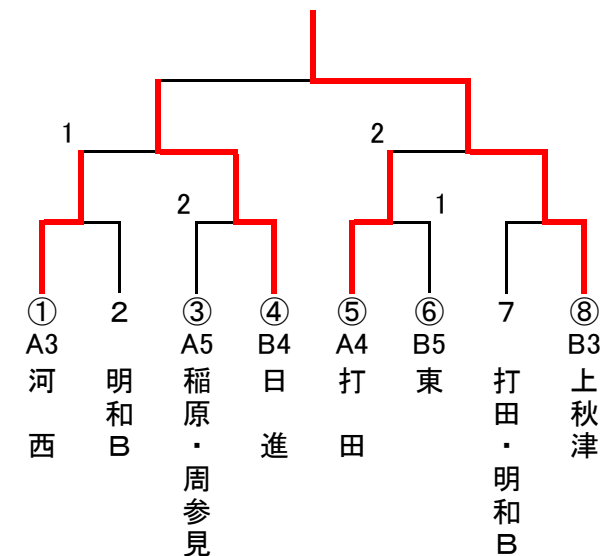 1
2
2
1
① 2 ③ ④ ⑤ ⑥ 7 ⑧
A3 A5 B4 A4 B5 B3
河西
明和B
稲原・周参見
日進
打田
東
打田・明和B
上秋津